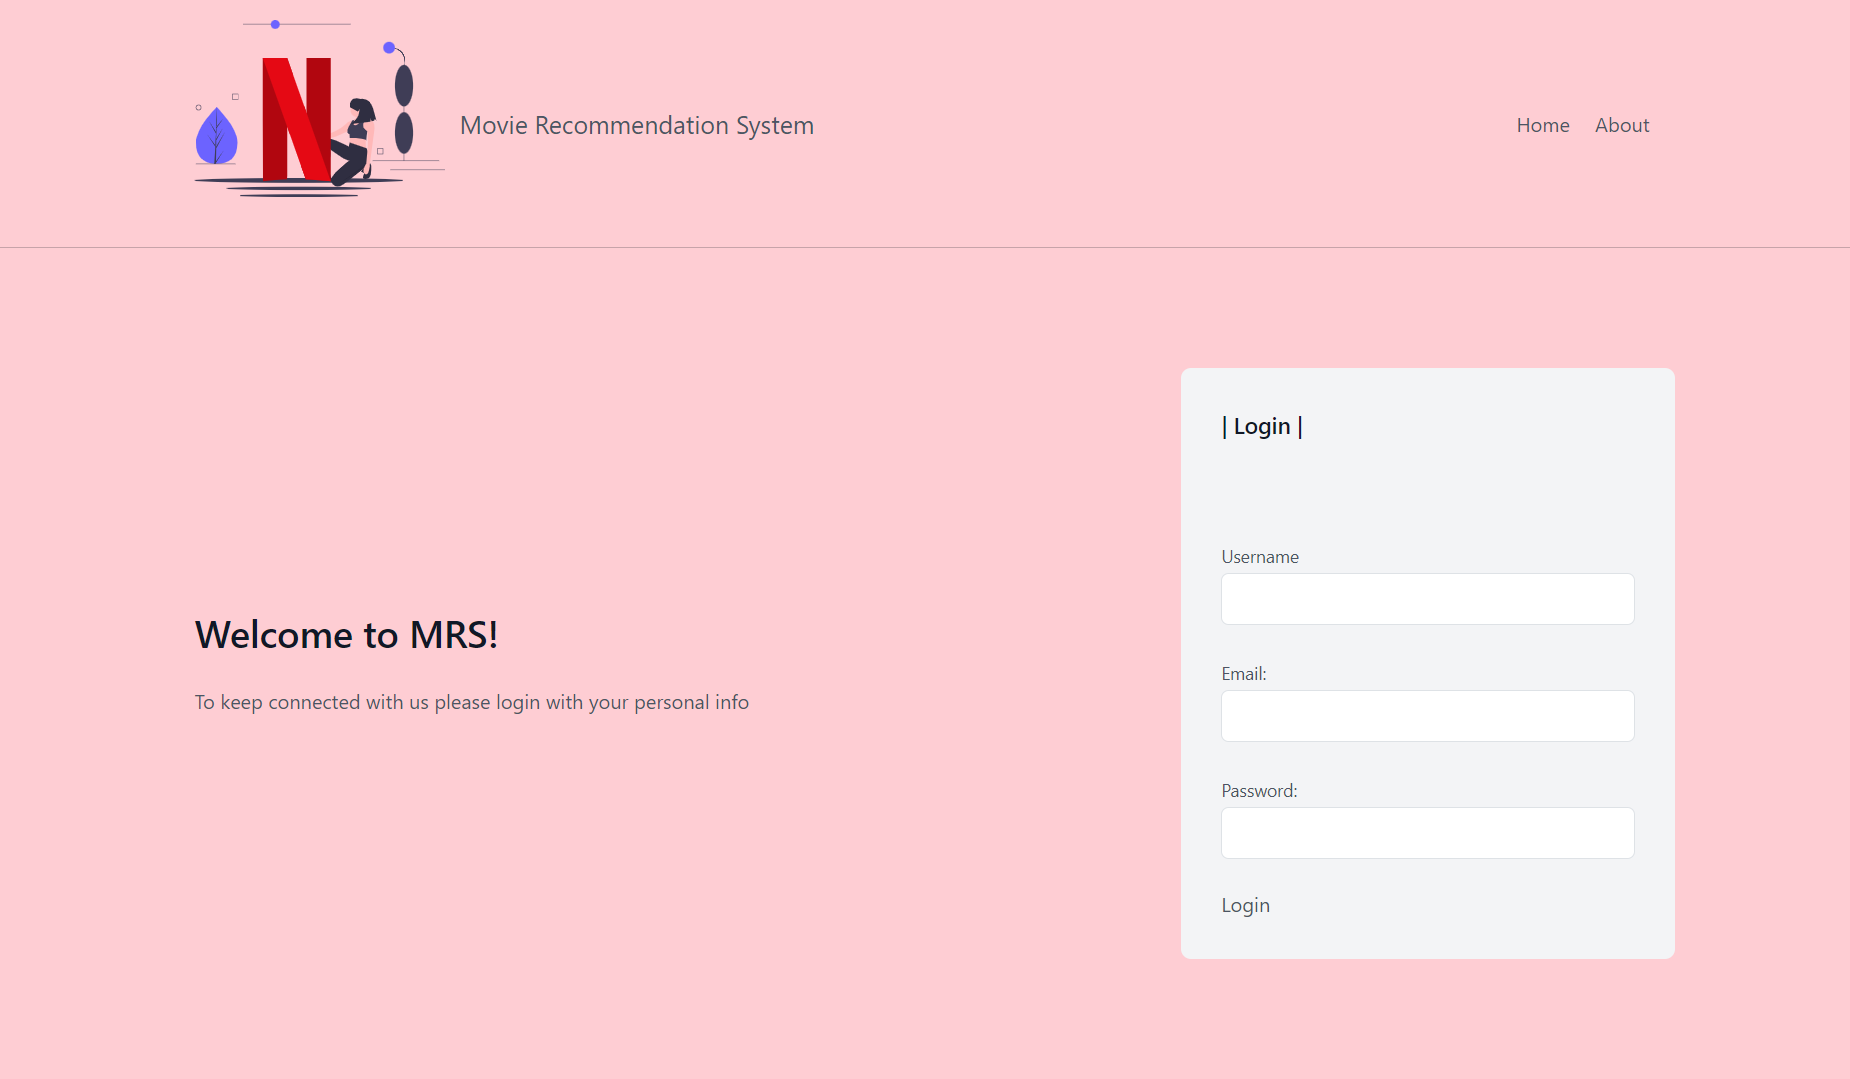 N
Movie Recommendation System
Home About
| Login |
Username
Email:
Password:
Login
Welcome to MRS!
To keep connected with us please login with your personal info